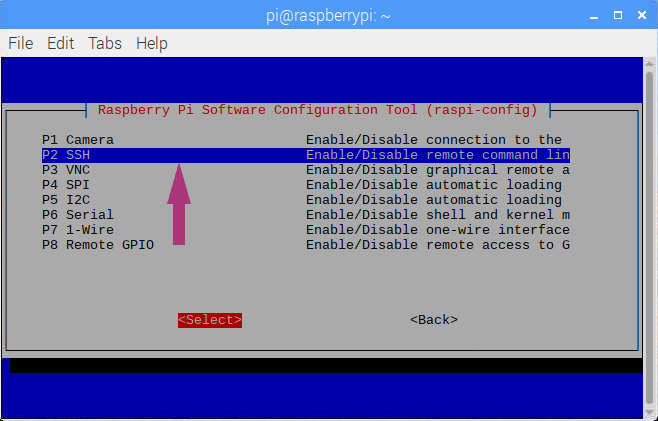 pi@raspberrypi: ~
File Edit Tabs Help
Raspberry Pi Software Configuration Tool (raspi-config)
P1 Camera Enable/Disable connection to the
P2 SSH Enable/Disable remote command lin
P3 VNC Enable/Disable graphical remote a
P4 SPI Enable/Disable automatic loading
P5 I2C Enable/Disable automatic loading
P6 Serial Enable/Disable shell and kernel m
P7 1-Wire Enable/Disable one-wire interface
P8 Remote GPIO Enable/Disable remote access to G
<Select> <Back>